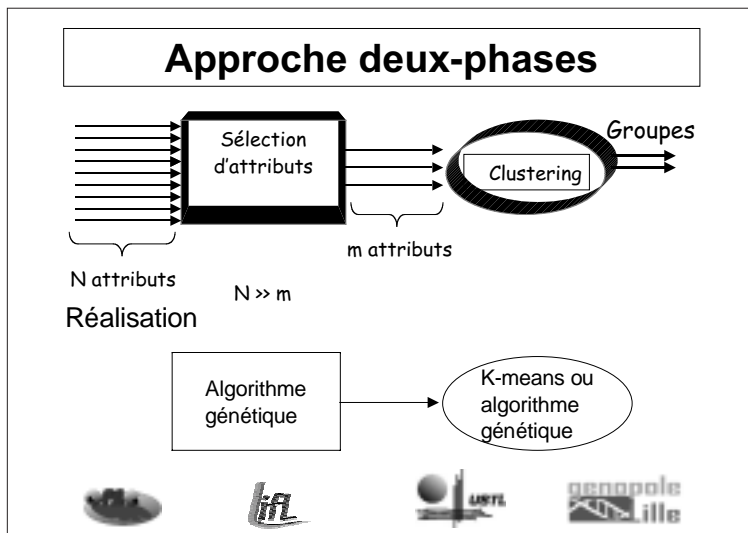 Approche deux-phases
Sélection
d'attributs
Groupes
Clustering
m attributs
N attributs
N >> m
Réalisation
Algorithme
génétique
K-means ou
algorithme
génétique
LifL
USTL
genopole
Lille